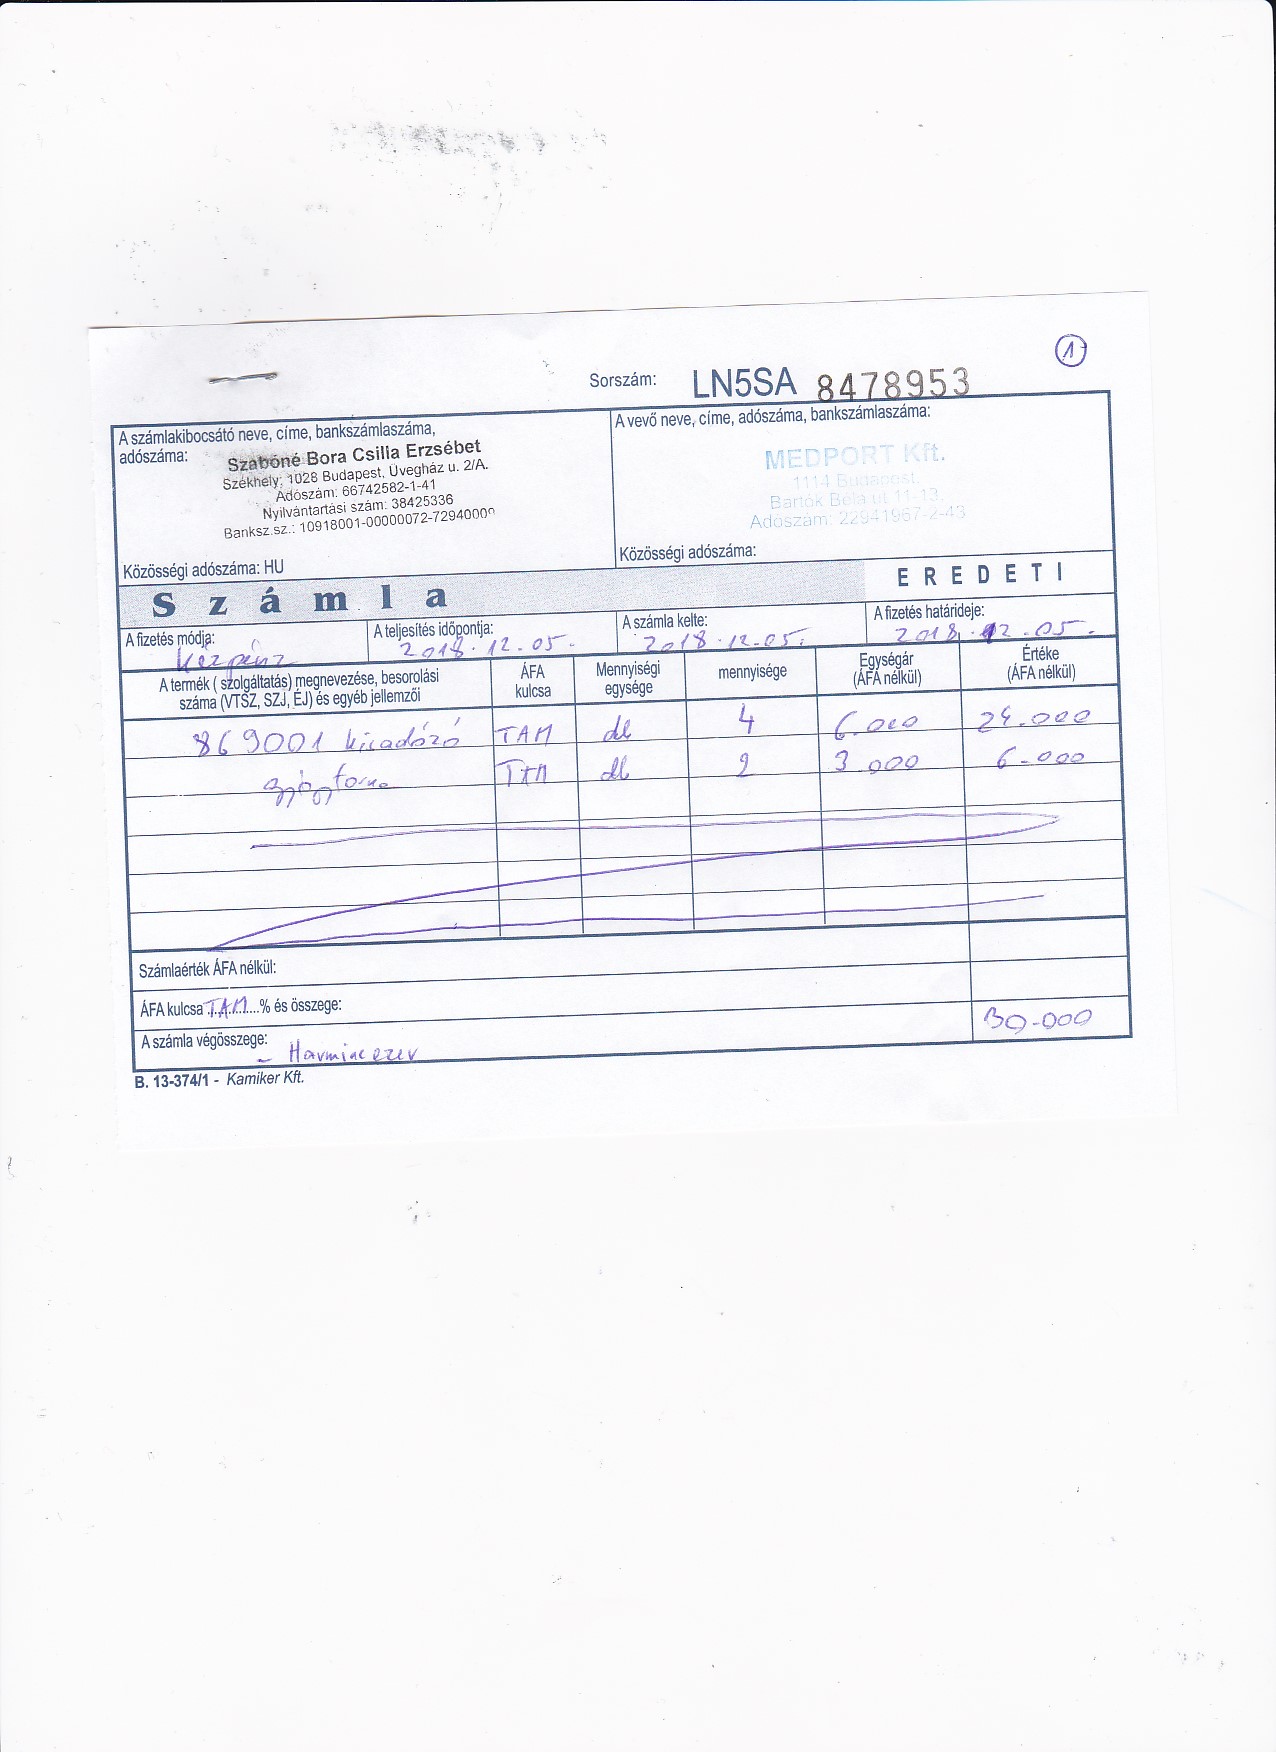 1
Sorszám: LN5SA 8478953
A számlakibocsátó neve, címe, bankszámlaszáma,
adószáma:
Szabóné Bora Csilla Erzsébet
Székhely: 1028 Budapest, Üvegház u. 2/A.
Adószám: 66742582-1-41
Nyilvántartási szám: 38425336
Banksz.sz.: 10918001-00000072-72940009
Közösségi adószáma: HU
A vevő neve, címe, adószáma, bankszámlaszáma:
MEDPORT Kft.
1114 Budapest,
Bartók Béla út 11-13.
Adószám: 22941967-2-43
Közösségi adószáma:
Számla
EREDETI
A fizetés módja:
Készpénz
A teljesítés időpontja:
2018.12.05.
A számla kelte:
2018.12.05.
A fizetés határideje:
2018.12.05.
A termék ( szolgáltatás) megnevezése, besorolási
száma (VTSZ, SZJ, ÉJ) és egyéb jellemzői
ÁFA
kulcsa
Mennyiségi
egysége
mennyisége
Egységár
(ÁFA nélkül)
Értéke
(ÁFA nélkül)
869001 kisadózó TAM db 4 6.000 24.000
gyógytorna TAM db 2 3 000 6-000
Számlaérték ÁFA nélkül:
ÁFA kulcsa TAM % és összege:
A számla végösszege: 30-000
- Harmincezer
B. 13-374/1 - Kamiker Kft.